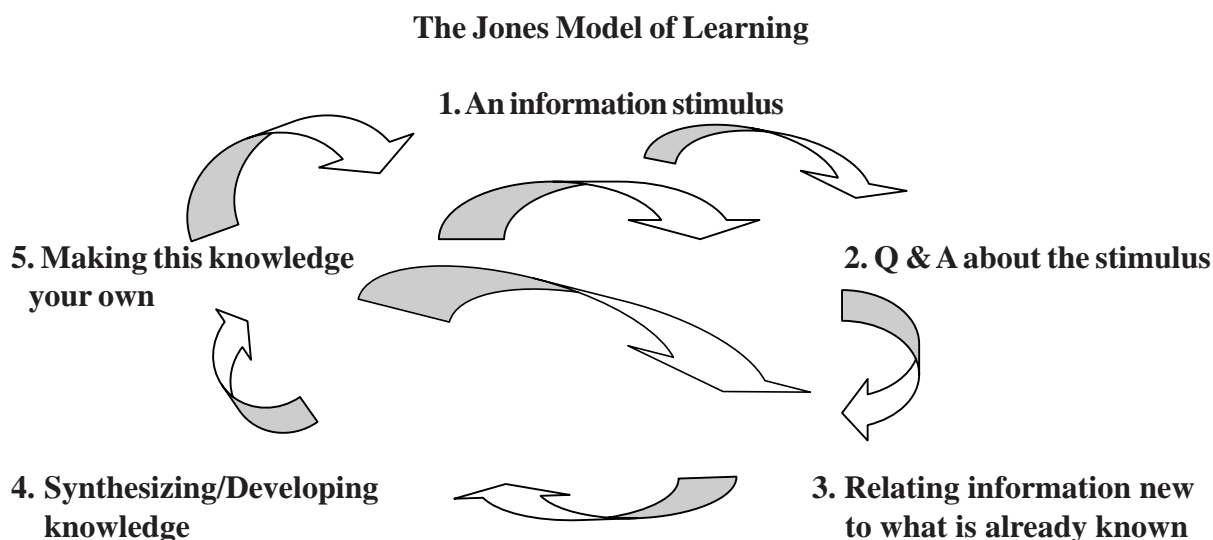 The Jones Model of Learning
1. An information stimulus
5. Making this knowledge
your own
2. Q & A about the stimulus
4. Synthesizing/Developing
knowledge
3. Relating information new
to what is already known